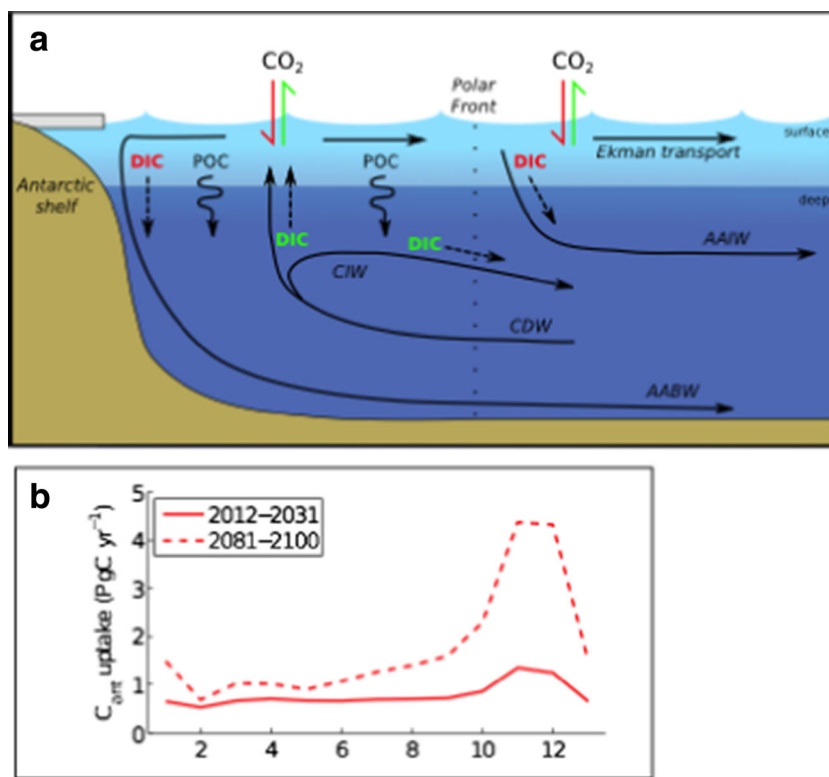 a
CO₂
CO₂
Polar
Front
surface
Ekman transport
DIC
POC
POC
DIC
Antarctic
shelf
deep
DIC
DIC
AAIW
CIW
CDW
AABW
b
C_ant uptake (PgC yr⁻¹)
5
4
3
2
1
0
2012–2031
2081–2100
2 4 6 8 10 12